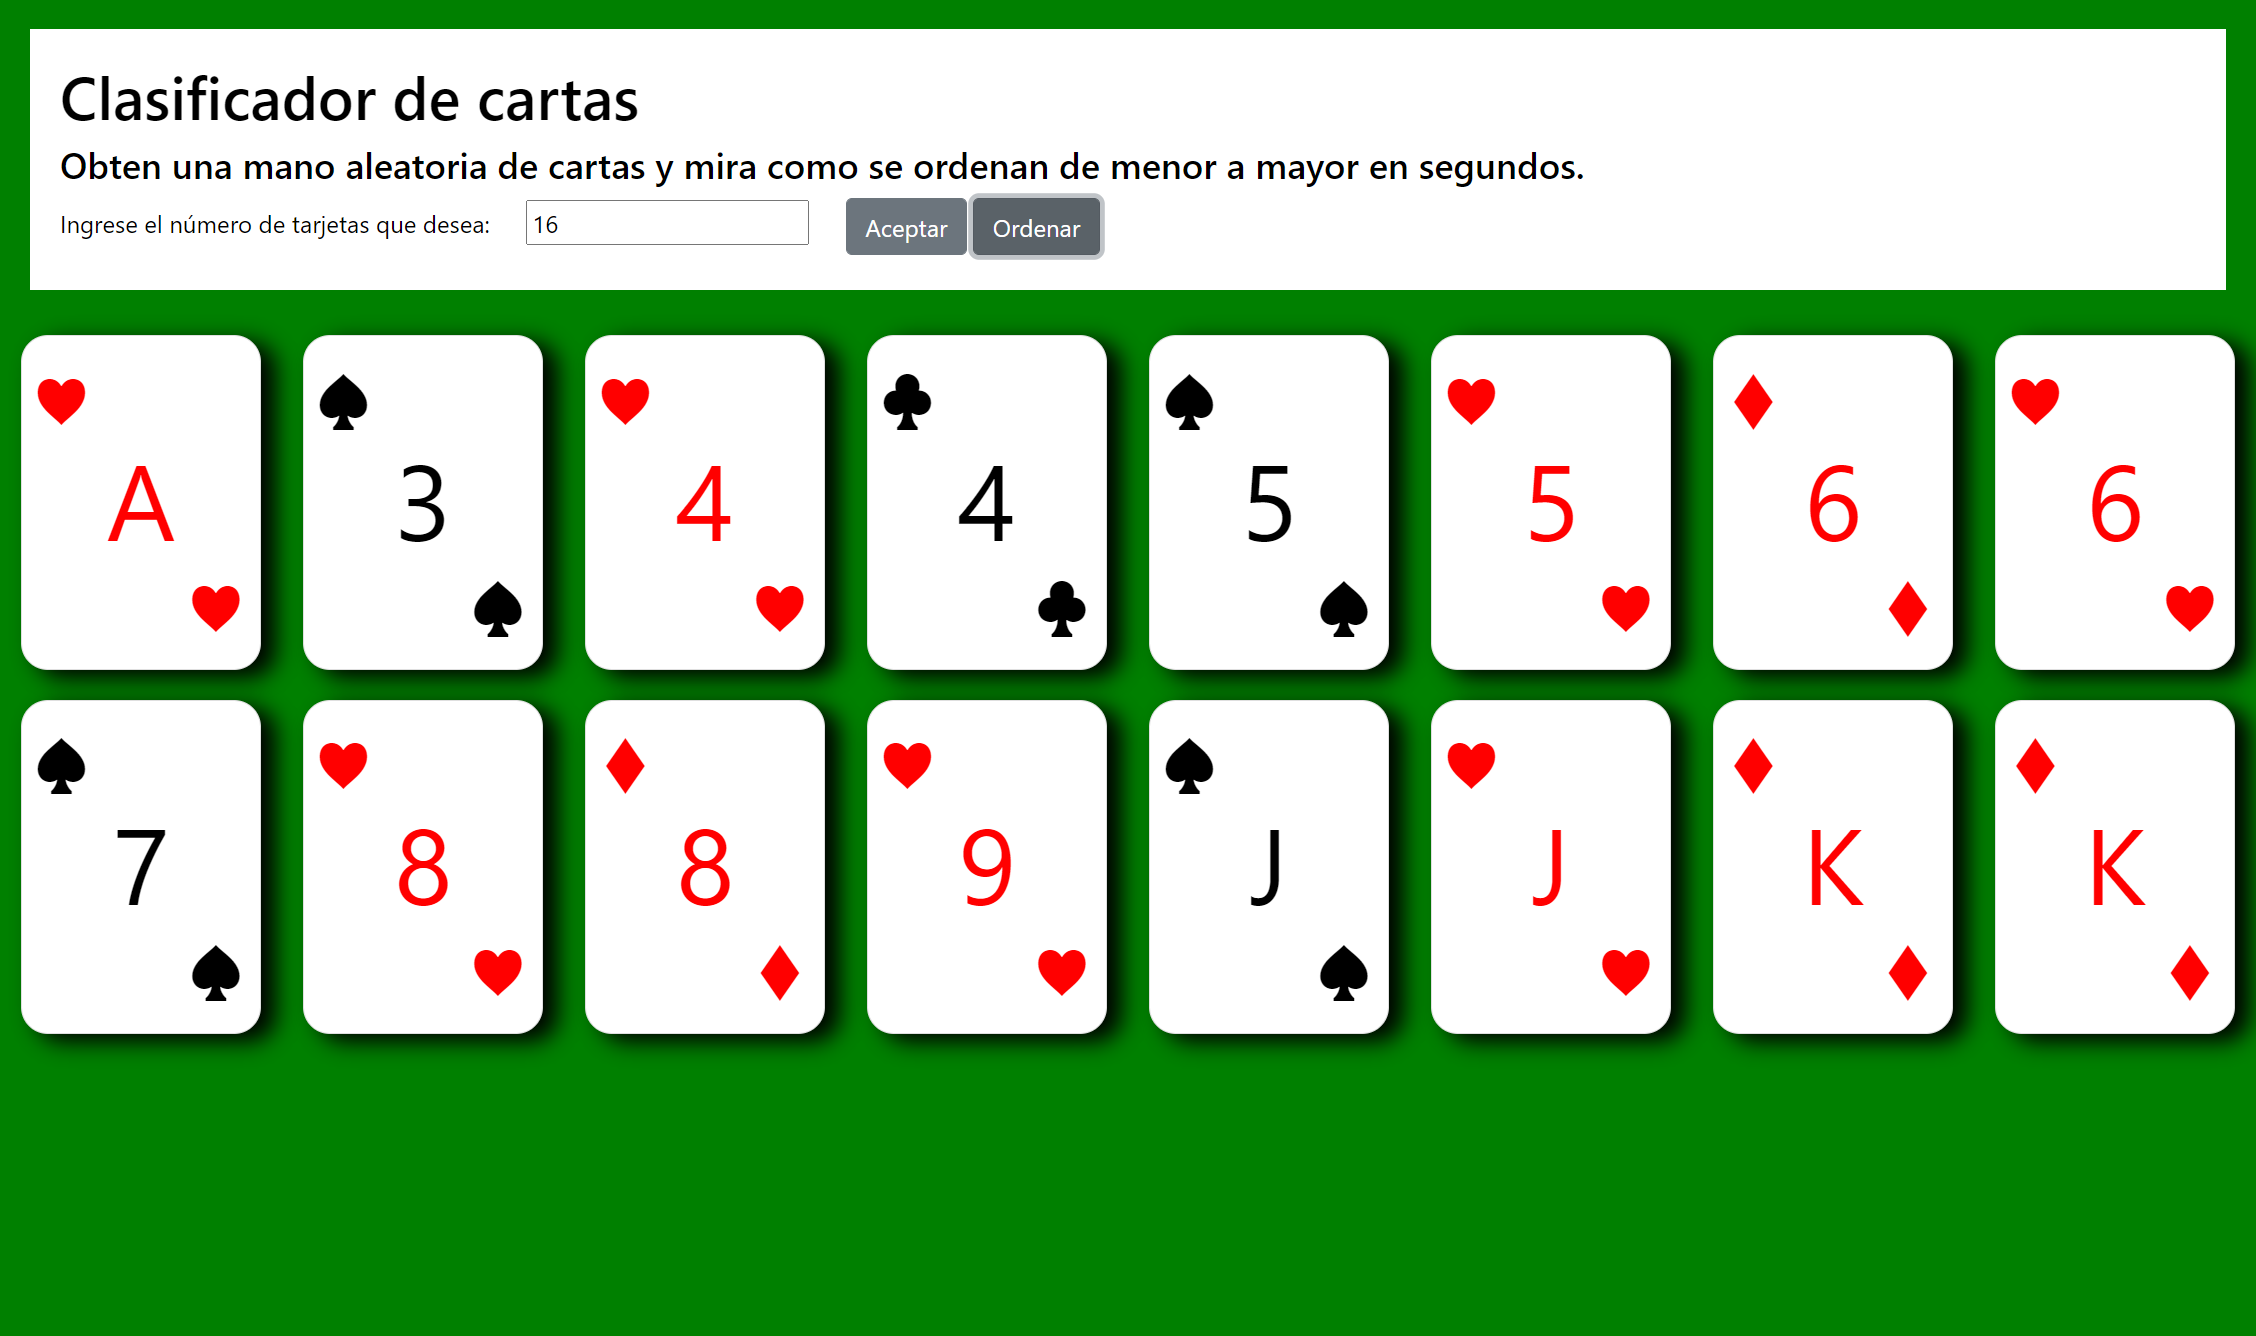 Clasificador de cartas
Obten una mano aleatoria de cartas y mira como se ordenan de menor a mayor en segundos.
Ingrese el número de tarjetas que desea: 16 Aceptar Ordenar
A 3 4 4 5 5 6 6
7 8 8 9 J J K K